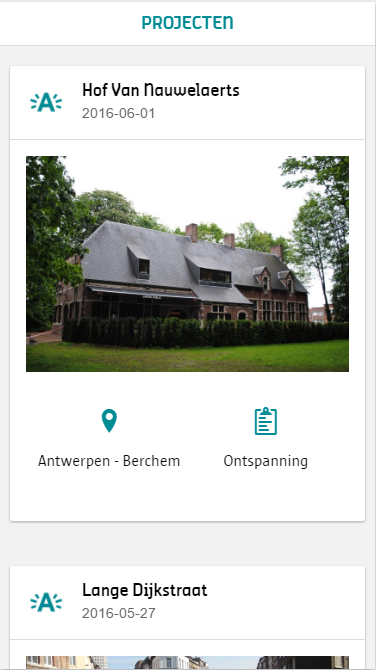 PROJECTEN
A
Hof Van Nauwelaerts
2016-06-01
Antwerpen - Berchem
Ontspanning
A
Lange Dijkstraat
2016-05-27